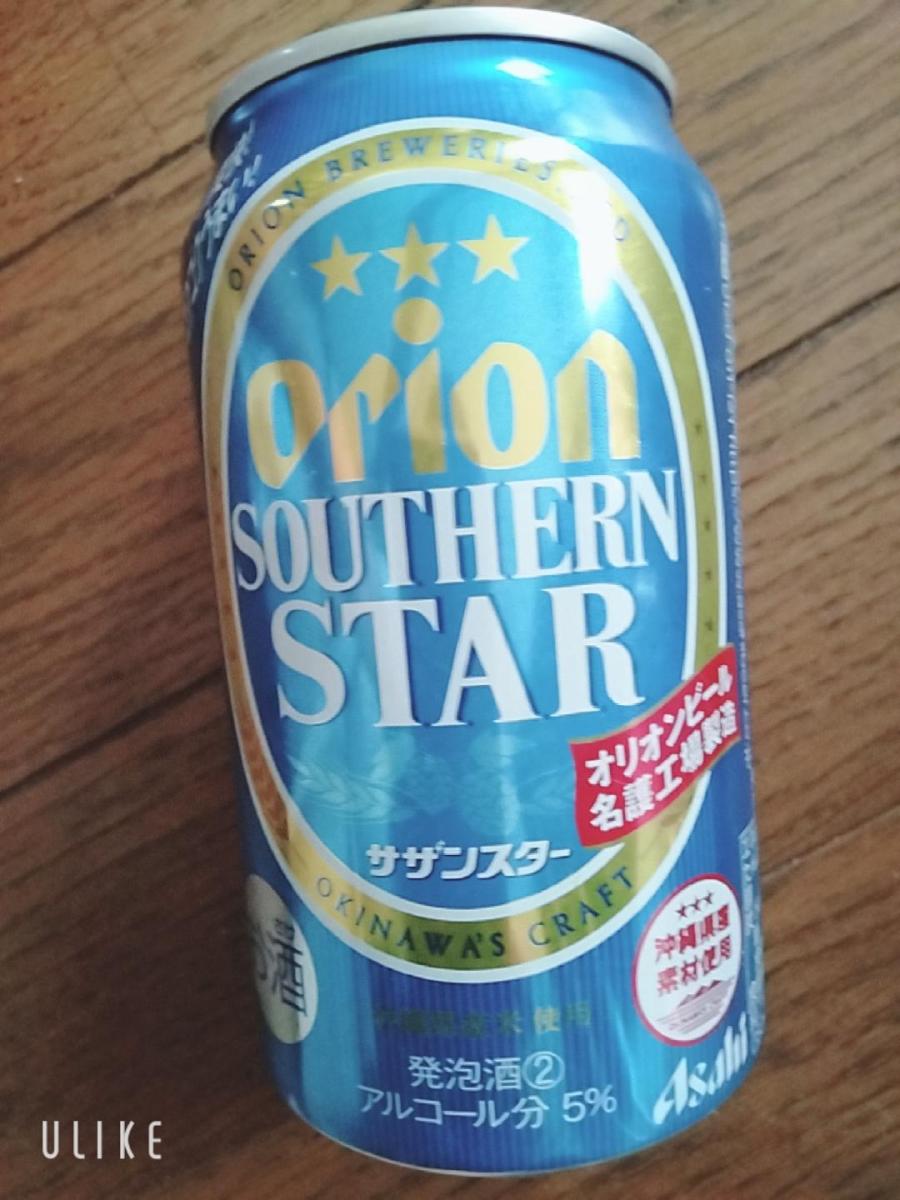 ORION BREWERIES
orion
SOUTHERN
STAR
オリオンビール
名護工場製造
サザンスター
OKINAWA'S CRAFT
お酒
沖縄県産
素材使用
発泡酒②
アルコール分 5%
Asahi
ULIKE